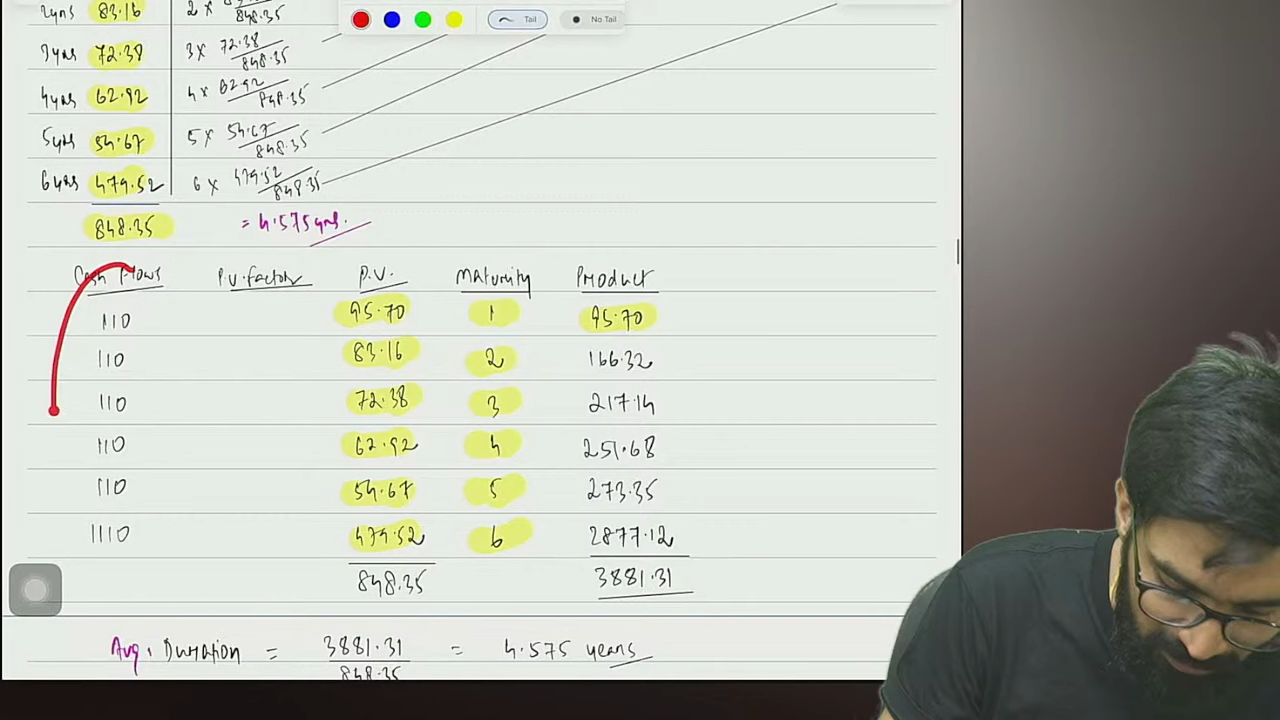 Tail No Tail
2yrs 83.16 2 × 848.35
3yrs 72.38 3 × 72.38/848.35
4yrs 62.92 4 × 62.92/848.35
5yrs 54.67 5 × 54.67/848.35
6yrs 479.52 6 × 479.52/848.35
848.35 = 4.575 yrs.
Cash flows P.V. factor P.V. Maturity Product
110 95.70 1 95.70
110 83.16 2 166.32
110 72.38 3 217.14
110 62.92 4 251.68
110 54.67 5 273.35
1110 479.52 6 2877.12
848.35 3881.31
Avg. Duration = 3881.31/848.35 = 4.575 years